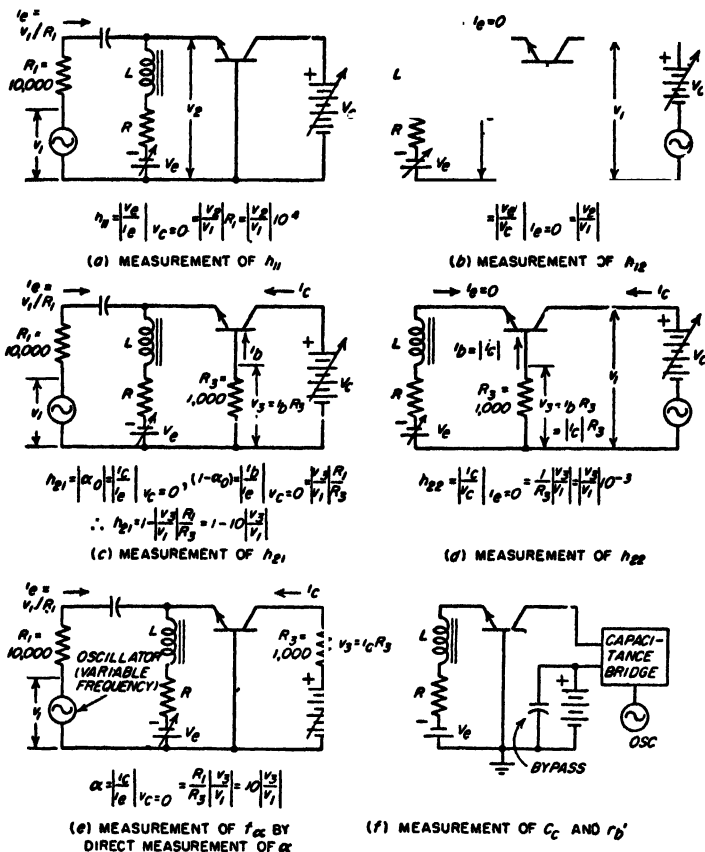 ie = v1/R1
R1 = 10,000
v1
L
R
Ve
v2
+
Vc
h11 = |ve/ie| vc=0 = |v2/v1| R1 = |v2/v1| 10^4
(a) MEASUREMENT OF h11
ie=0
L
R
Ve
v1
+
Vc
= |ve/vc| ie=0 = |v2/v1|
(b) MEASUREMENT OF h12
ie = v1/R1
R1 = 10,000
v1
L
R
Ve
ic
ib
R3 = 1,000
v3 = ib R3
+
Vc
h21 = |α0| = |ic/ie| vc=0, (1-α0) = |ib/ie| vc=0 = |v3/v1| R1/R3
∴ h21 = 1 - |v3/v1| R1/R3 = 1 - 10 |v3/v1|
(c) MEASUREMENT OF h21
ie=0
ic
L
R
Ve
ib = |ic|
R3 = 1,000
v3 = ib R3
= |ic| R3
v1
+
Vc
h22 = |ic/vc| ie=0 = 1/R3 |v3/v1| = |v3/v1| 10^-3
(d) MEASUREMENT OF h22
ie = v1/R1
R1 = 10,000
OSCILLATOR
(VARIABLE
FREQUENCY)
v1
L
R
Ve
ic
R3 = 1,000
v3 = ic R3
+
α = |ic/ie| vc=0 = R1/R3 |v3/v1| = 10 |v3/v1|
(e) MEASUREMENT OF fα BY
DIRECT MEASUREMENT OF α
L
R
Ve
+
BYPASS
CAPACI-
TANCE
BRIDGE
OSC
(f) MEASUREMENT OF Cc AND rb'